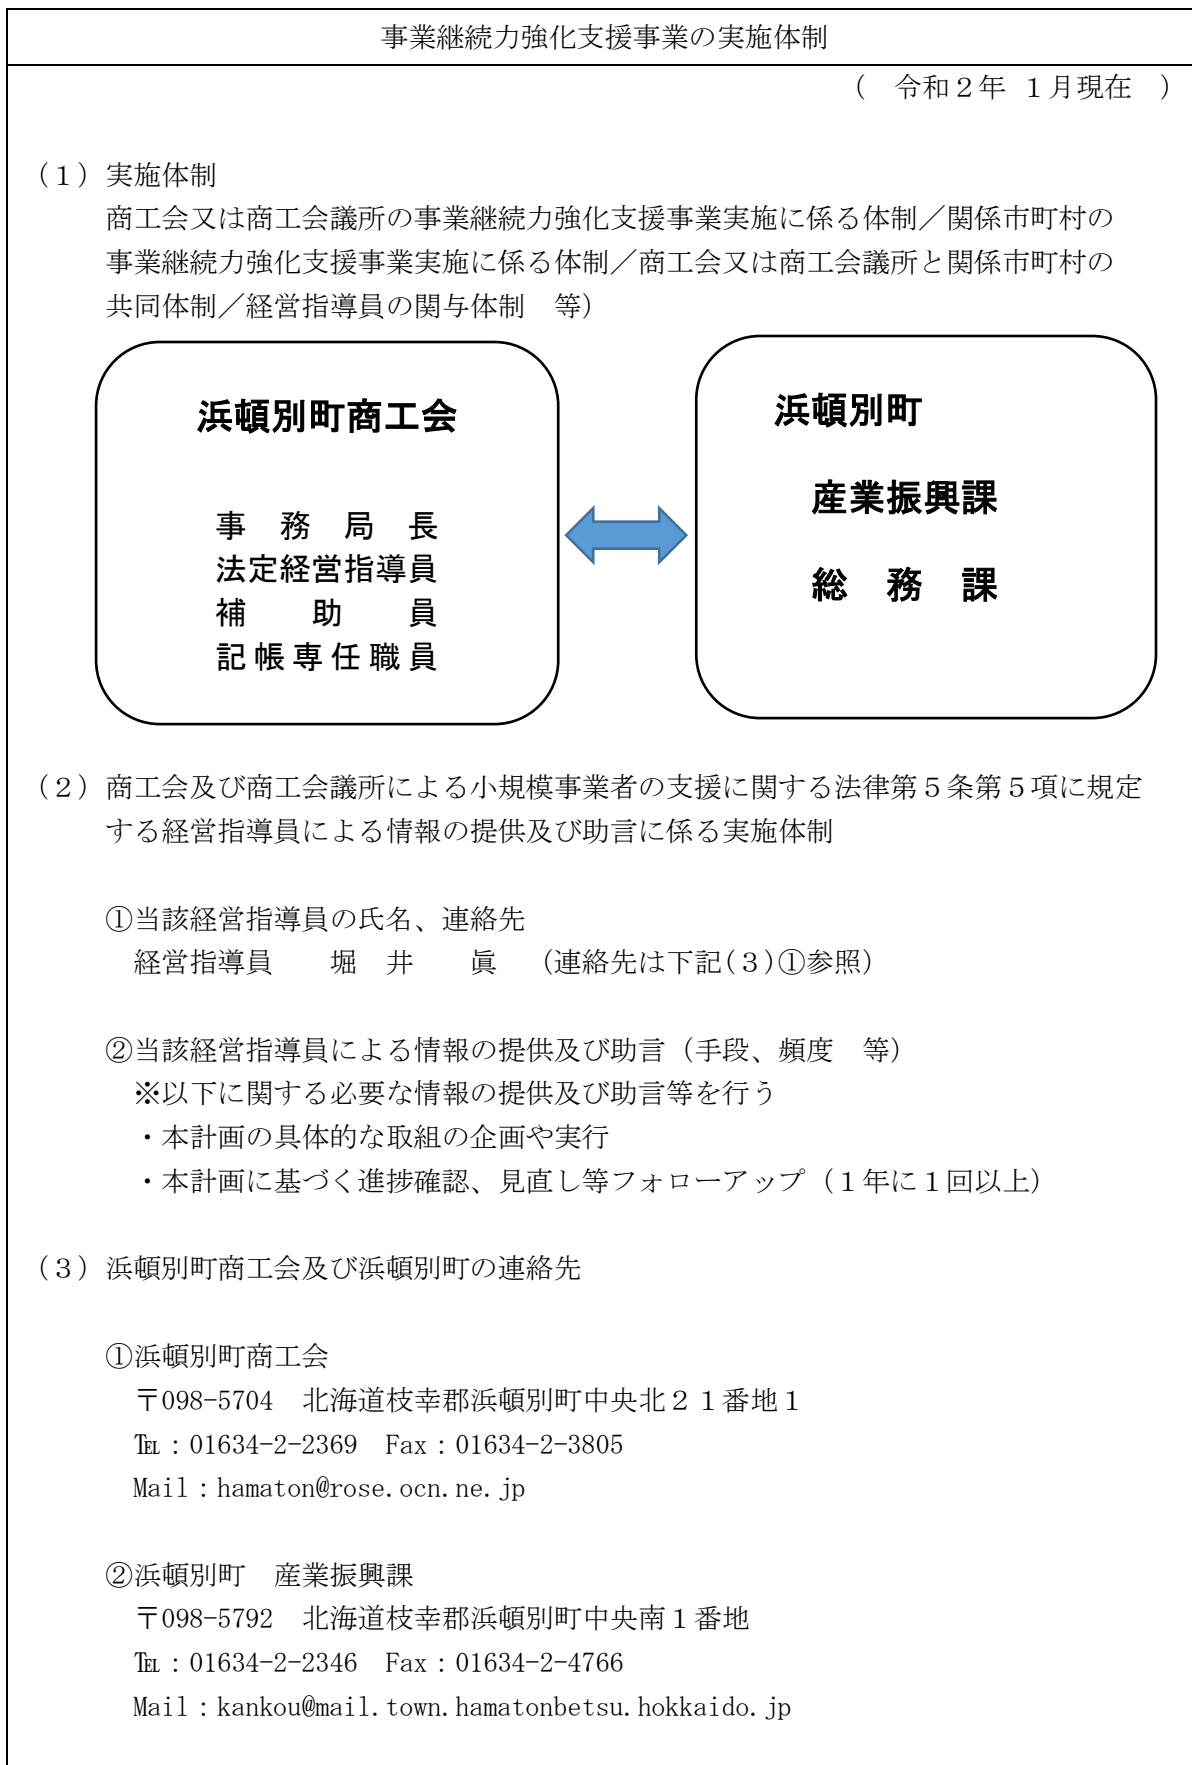 事業継続力強化支援事業の実施体制
（　令和２年 １月現在　）
（１）実施体制
商工会又は商工会議所の事業継続力強化支援事業実施に係る体制／関係市町村の
事業継続力強化支援事業実施に係る体制／商工会又は商工会議所と関係市町村の
共同体制／経営指導員の関与体制　等）
浜頓別町商工会
事　務　局　長
法定経営指導員
補　　助　　員
記帳専任職員
浜頓別町
産業振興課
総　務　課
（２）商工会及び商工会議所による小規模事業者の支援に関する法律第５条第５項に規定
する経営指導員による情報の提供及び助言に係る実施体制
①当該経営指導員の氏名、連絡先
経営指導員　　堀　井　　眞　（連絡先は下記(３)①参照）
②当該経営指導員による情報の提供及び助言（手段、頻度　等）
※以下に関する必要な情報の提供及び助言等を行う
・本計画の具体的な取組の企画や実行
・本計画に基づく進捗確認、見直し等フォローアップ（１年に１回以上）
（３）浜頓別町商工会及び浜頓別町の連絡先
①浜頓別町商工会
〒098-5704　北海道枝幸郡浜頓別町中央北２１番地１
℡：01634-2-2369　Fax：01634-2-3805
Mail：hamaton@rose.ocn.ne.jp
②浜頓別町　産業振興課
〒098-5792　北海道枝幸郡浜頓別町中央南１番地
℡：01634-2-2346　Fax：01634-2-4766
Mail：kankou@mail.town.hamatonbetsu.hokkaido.jp